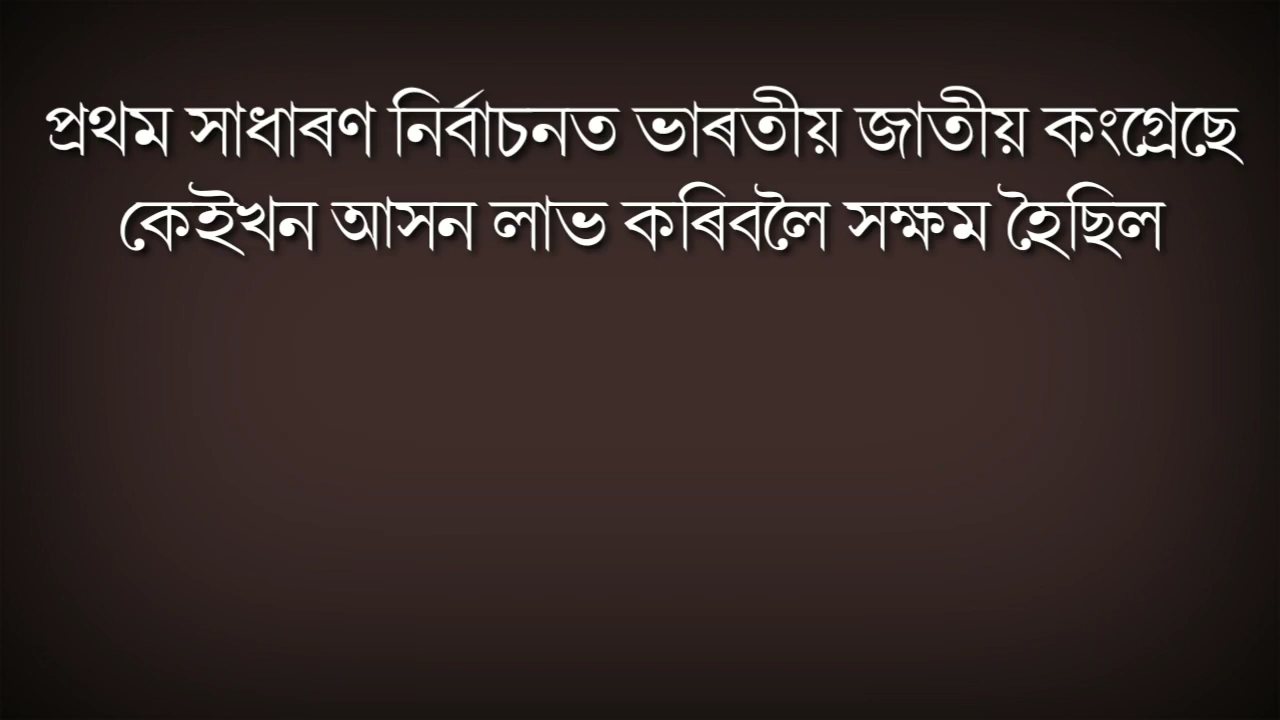 প্ৰথম সাধাৰণ নিৰ্বাচনত ভাৰতীয় জাতীয় কংগ্ৰেছে
কেইখন আসন লাভ কৰিবলৈ সক্ষম হৈছিল